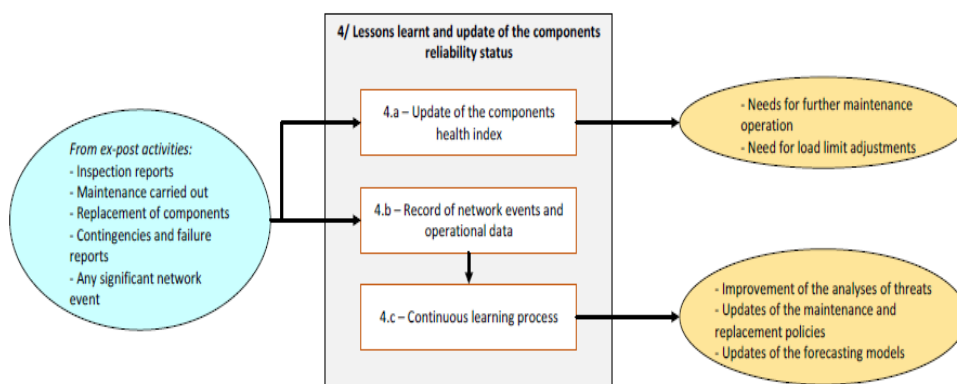 4/ Lessons learnt and update of the components
reliability status
From ex-post activities:
- Inspection reports
- Maintenance carried out
- Replacement of components
- Contingencies and failure
reports
- Any significant network
event
4.a – Update of the components
health index
4.b – Record of network events and
operational data
4.c – Continuous learning process
- Needs for further maintenance
operation
- Need for load limit adjustments
- Improvement of the analyses of threats
- Updates of the maintenance and
replacement policies
- Updates of the forecasting models